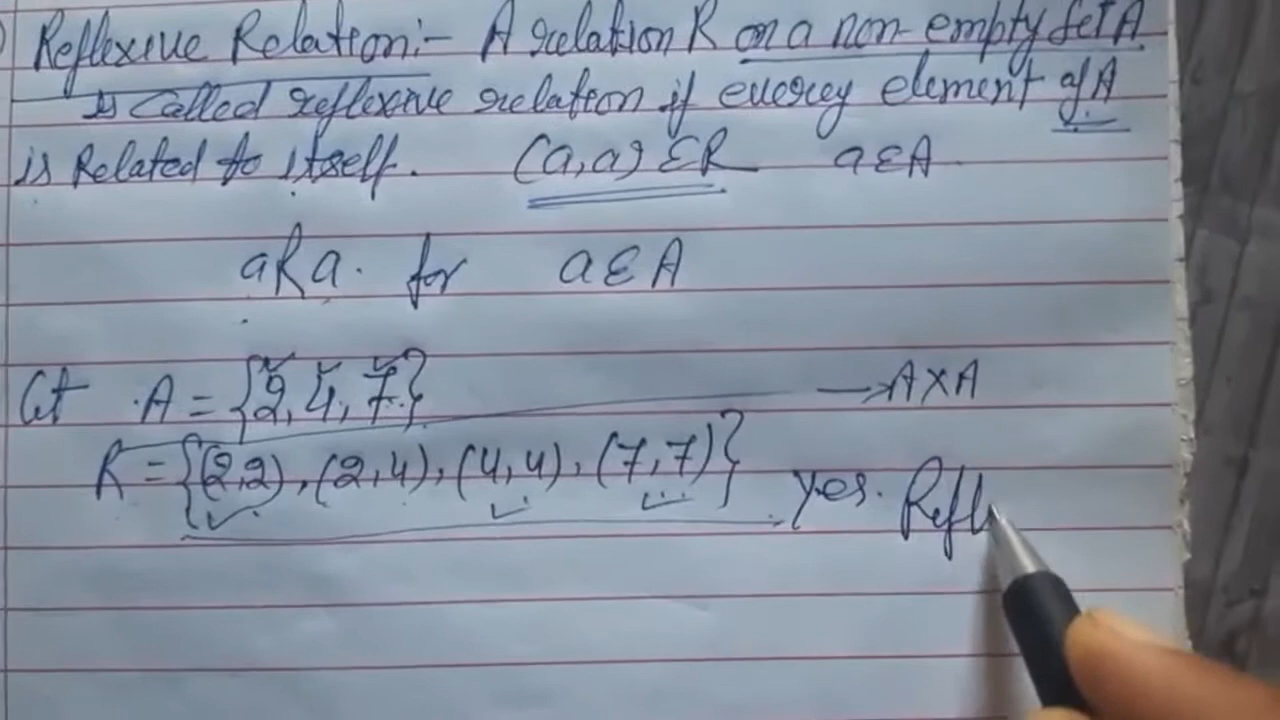 Reflexive Relation:- A relation R on a non-empty set A
is called reflexive relation if every element of A
is Related to itself. (a,a) ∈ R a ∈ A
aRa. for a ∈ A
let A = {2, 4, 7} → A×A
R = {(2,2), (2,4), (4,4), (7,7)} yes. Refl